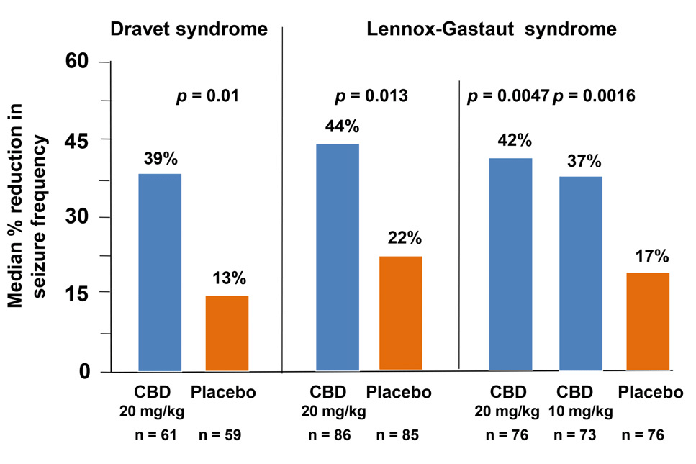 Dravet syndrome
Lennox-Gastaut syndrome
Median % reduction in
seizure frequency
60
45
30
15
0
p = 0.01
39%
13%
p = 0.013
44%
22%
p = 0.0047 p = 0.0016
42%
37%
17%
CBD Placebo CBD Placebo CBD CBD Placebo
20 mg/kg 20 mg/kg 20 mg/kg 10 mg/kg
n = 61 n = 59 n = 86 n = 85 n = 76 n = 73 n = 76